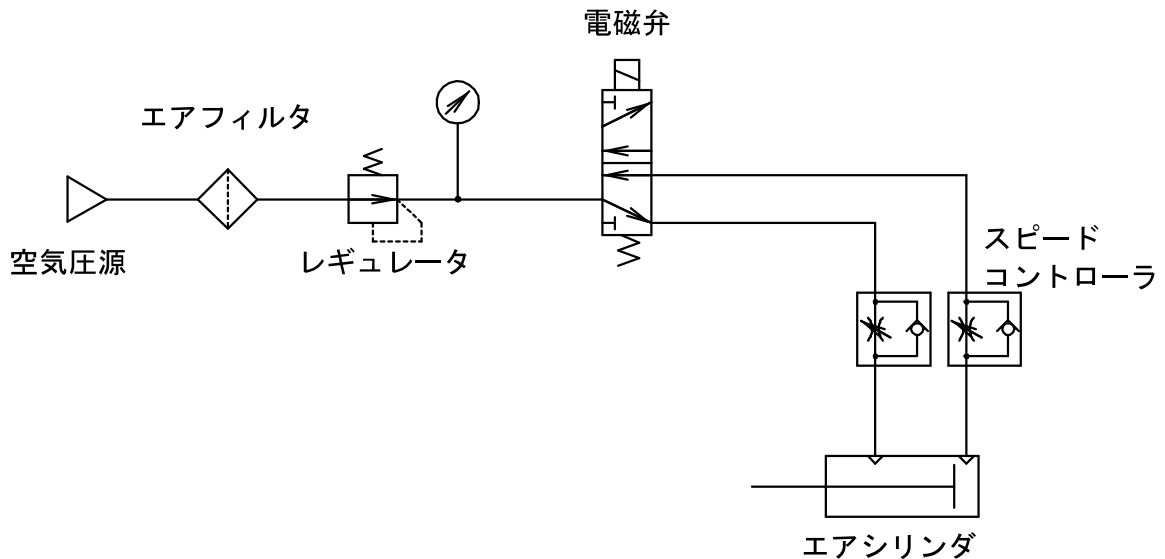 電磁弁
エアフィルタ
空気圧源
レギュレータ
スピード
コントローラ
エアシリンダ